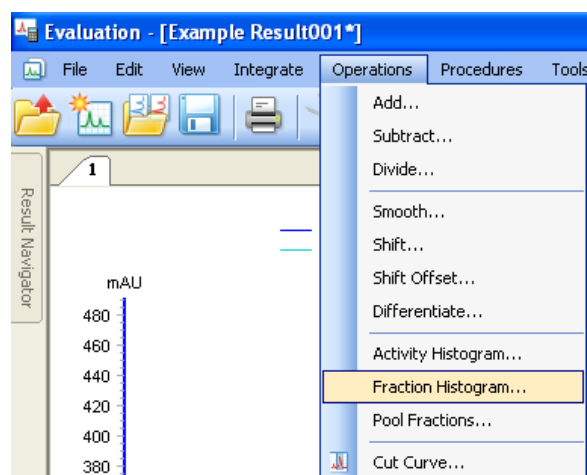 Evaluation - [Example Result001*]
File Edit View Integrate Operations Procedures Tools
Add...
Subtract...
Divide...
1
Smooth...
Shift...
Shift Offset...
Differentiate...
Activity Histogram...
Fraction Histogram...
Pool Fractions...
Cut Curve...
Result Navigator
mAU
480
460
440
420
400
380